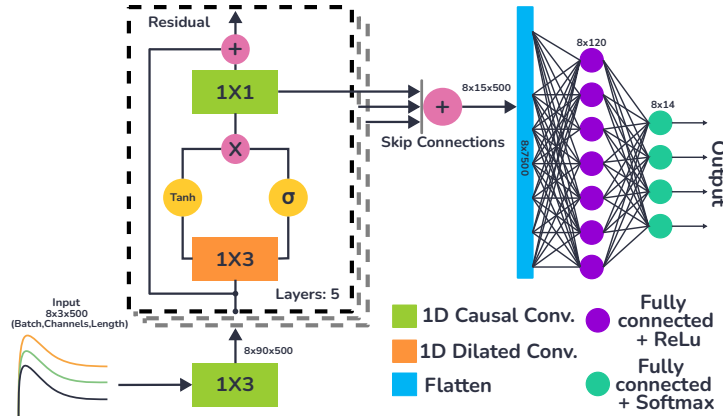 Residual
+
1X1
X
Tanh
σ
1X3
Layers: 5
Input
8x3x500
(Batch,Channels,Length)
8x90x500
1X3
+
8x15x500
Skip Connections
8x7500
8x120
8x14
Output
1D Causal Conv.
1D Dilated Conv.
Flatten
Fully
connected
+ ReLu
Fully
connected
+ Softmax